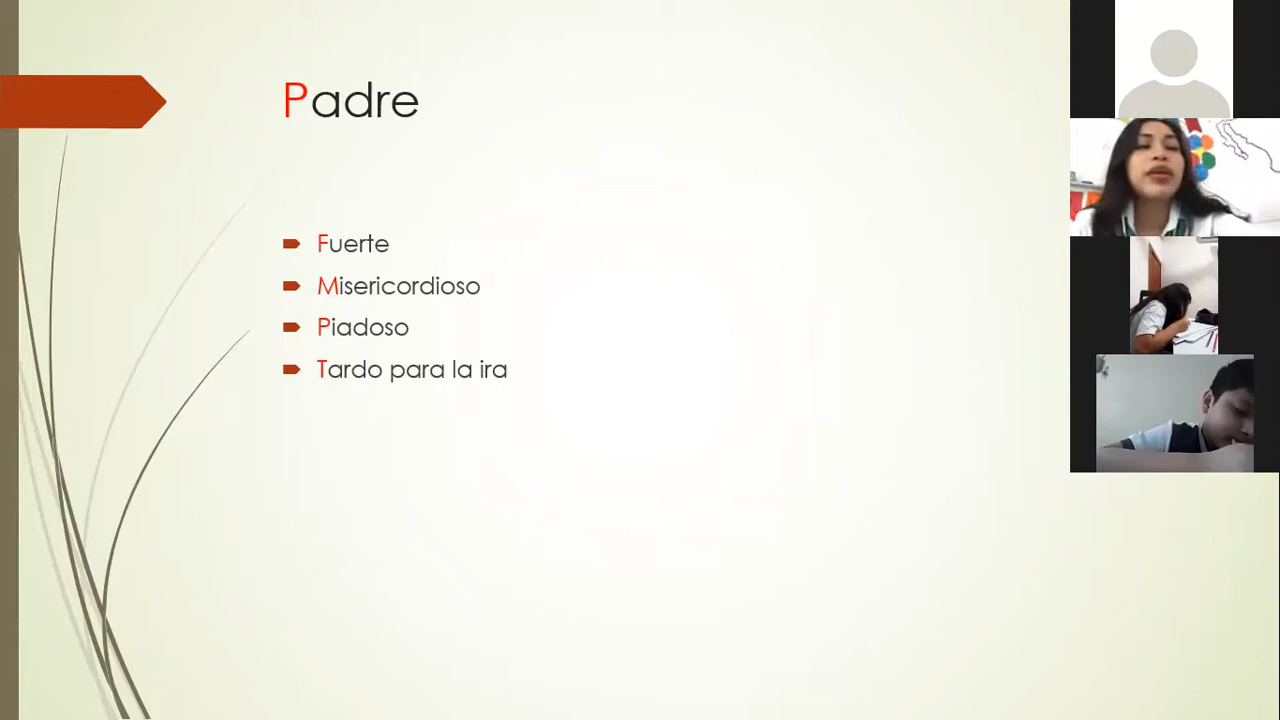 Padre
Fuerte
Misericordioso
Piadoso
Tardo para la ira